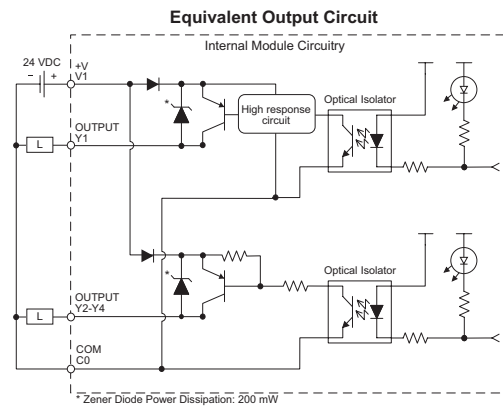 Equivalent Output Circuit
Internal Module Circuitry
24 VDC
− +
+V
V1
*
High response
circuit
Optical Isolator
OUTPUT
Y1
L
*
Optical Isolator
OUTPUT
Y2-Y4
L
COM
C0
* Zener Diode Power Dissipation: 200 mW